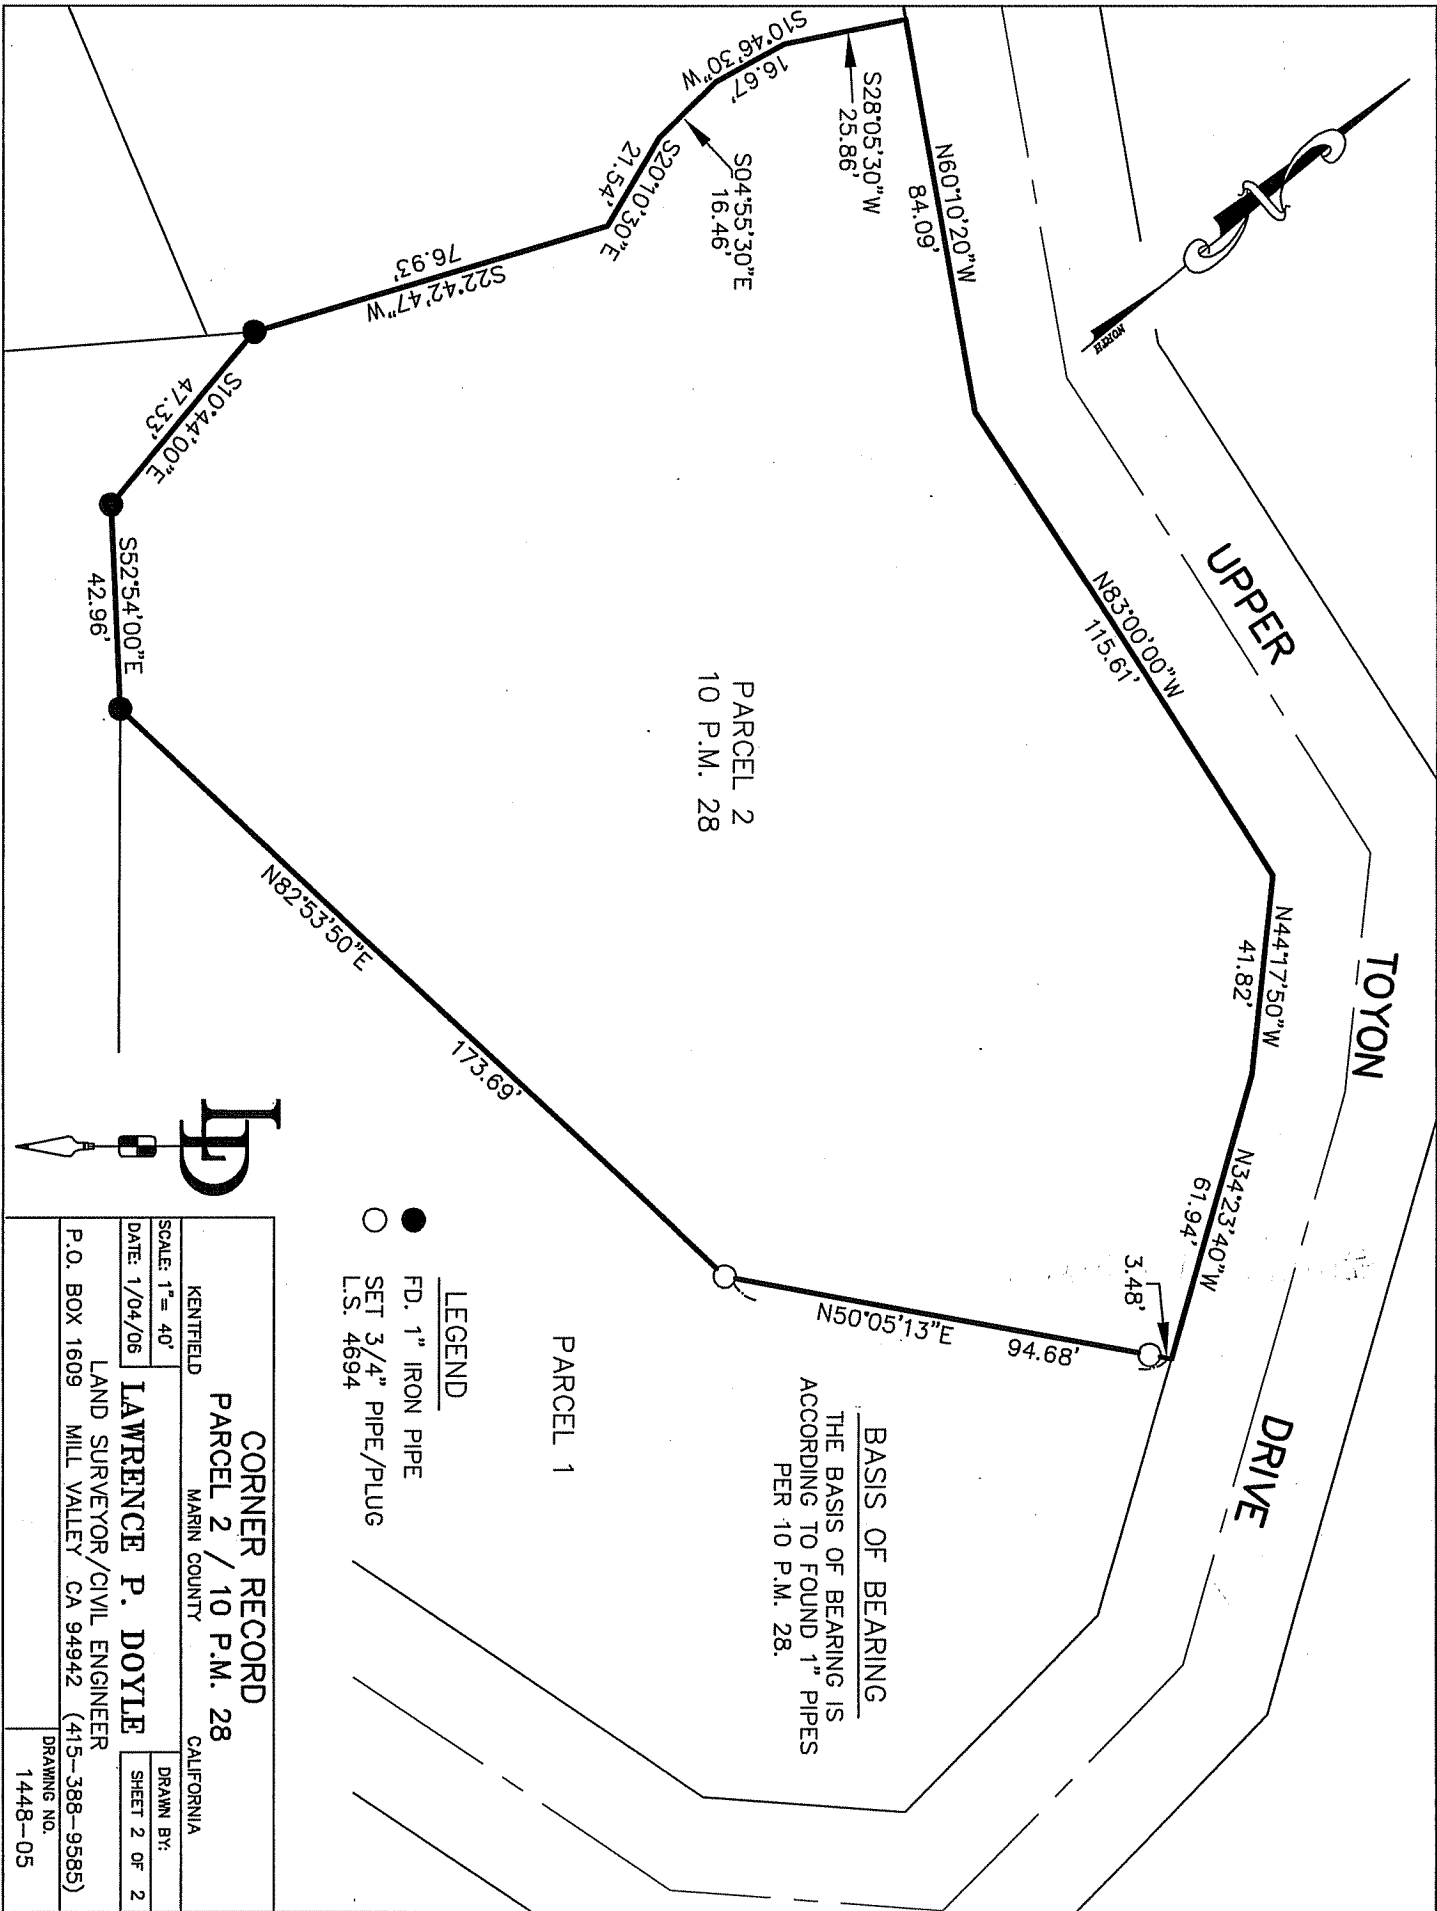 UPPER
TOYON
DRIVE
NORTH
N60°10'20"W
84.09'
N83°00'00"W
115.61'
N44°17'50"W
41.82'
N34°23'40"W
61.94'
3.48'
S28°05'30"W
25.86'
S10°46'30"W
16.67'
S04°55'30"E
16.46'
S20°10'30"E
21.54'
S22°42'47"W
76.93'
S10°44'00"E
47.33'
S52°54'00"E
42.96'
N82°53'50"E
173.69'
N50°05'13"E
94.68'
PARCEL 2
10 P.M. 28
BASIS OF BEARING
THE BASIS OF BEARING IS
ACCORDING TO FOUND 1" PIPES
PER 10 P.M. 28.
PARCEL 1
LEGEND
FD. 1" IRON PIPE
SET 3/4" PIPE/PLUG
L.S. 4694
LD
CORNER RECORD
PARCEL 2 / 10 P.M. 28
KENTFIELD MARIN COUNTY CALIFORNIA
SCALE: 1"= 40'
DRAWN BY:
DATE: 1/04/06
LAWRENCE P. DOYLE
SHEET 2 OF 2
LAND SURVEYOR/CIVIL ENGINEER
P.O. BOX 1609 MILL VALLEY CA 94942 (415-388-9585)
DRAWING NO.
1448-05